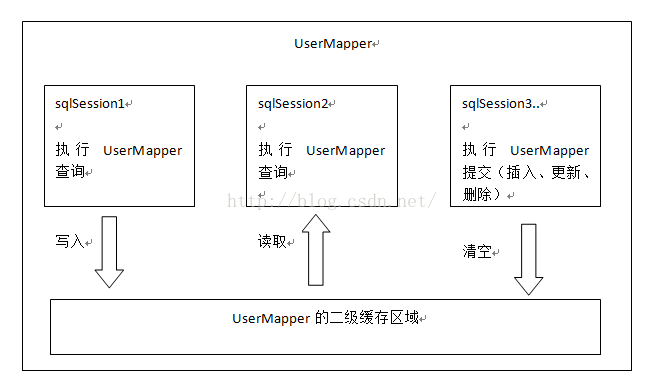 UserMapper
sqlSession1
执行 UserMapper
查询
sqlSession2
执行 UserMapper
查询
sqlSession3..
执行 UserMapper
提交（插入、更新、
删除）
http://blog.csdn.net/
写入
读取
清空
UserMapper 的二级缓存区域